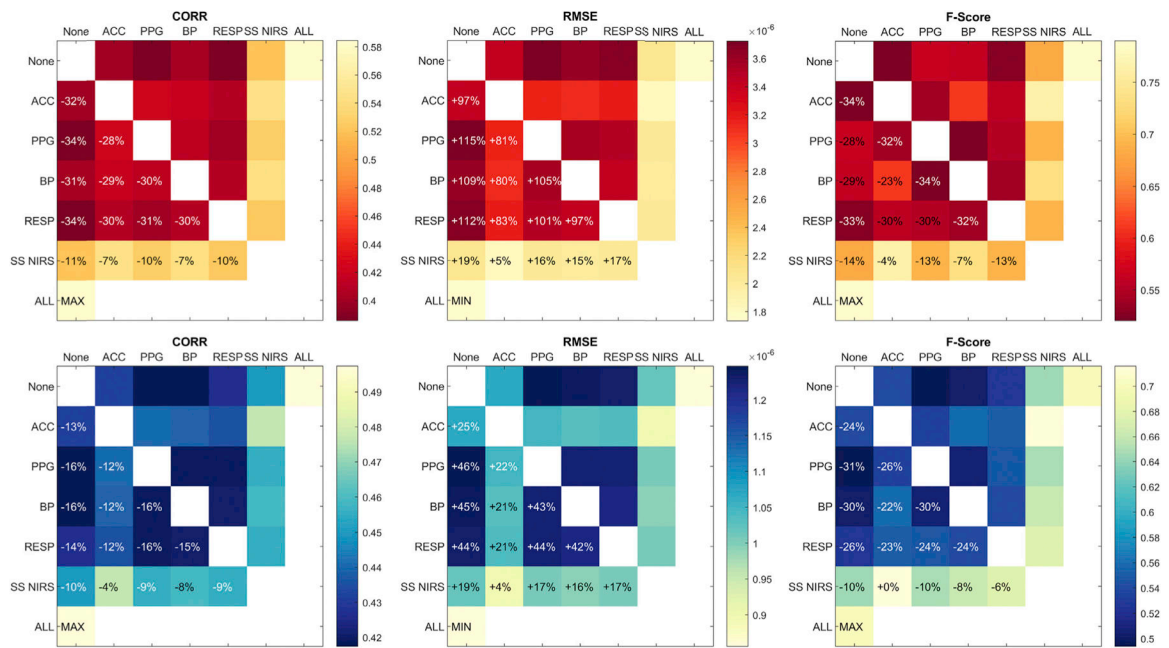 CORR
None ACC PPG BP RESP SS NIRS ALL
None
ACC -32%
PPG -34% -28%
BP -31% -29% -30%
RESP -34% -30% -31% -30%
SS NIRS -11% -7% -10% -7% -10%
ALL MAX
0.58
0.56
0.54
0.52
0.5
0.48
0.46
0.44
0.42
0.4
RMSE
None ACC PPG BP RESP SS NIRS ALL
None
ACC +97%
PPG +115% +81%
BP +109% +80% +105%
RESP +112% +83% +101% +97%
SS NIRS +19% +5% +16% +15% +17%
ALL MIN
×10-6
3.4
3.2
3
2.8
2.6
2.4
2.2
2
1.8
F-Score
None ACC PPG BP RESP SS NIRS ALL
None
ACC -34%
PPG -28% -32%
BP -29% -23% -34%
RESP -33% -30% -30% -32%
SS NIRS -14% -4% -13% -7% -13%
ALL MAX
0.75
0.7
0.65
0.6
0.55
CORR
None ACC PPG BP RESP SS NIRS ALL
None
ACC -13%
PPG -16% -12%
BP -16% -12% -16%
RESP -14% -12% -16% -15%
SS NIRS -10% -4% -9% -8% -9%
ALL MAX
0.49
0.48
0.47
0.46
0.45
0.44
0.43
0.42
RMSE
None ACC PPG BP RESP SS NIRS ALL
None
ACC +25%
PPG +46% +22%
BP +45% +21% +43%
RESP +44% +21% +44% +42%
SS NIRS +19% +4% +17% +16% +17%
ALL MIN
×10-6
1.2
1.15
1.1
1.05
1
0.95
0.9
F-Score
None ACC PPG BP RESP SS NIRS ALL
None
ACC -24%
PPG -31% -26%
BP -30% -22% -30%
RESP -26% -23% -24% -24%
SS NIRS -10% +0% -10% -8% -6%
ALL MAX
0.7
0.68
0.66
0.64
0.62
0.6
0.58
0.56
0.54
0.52
0.5